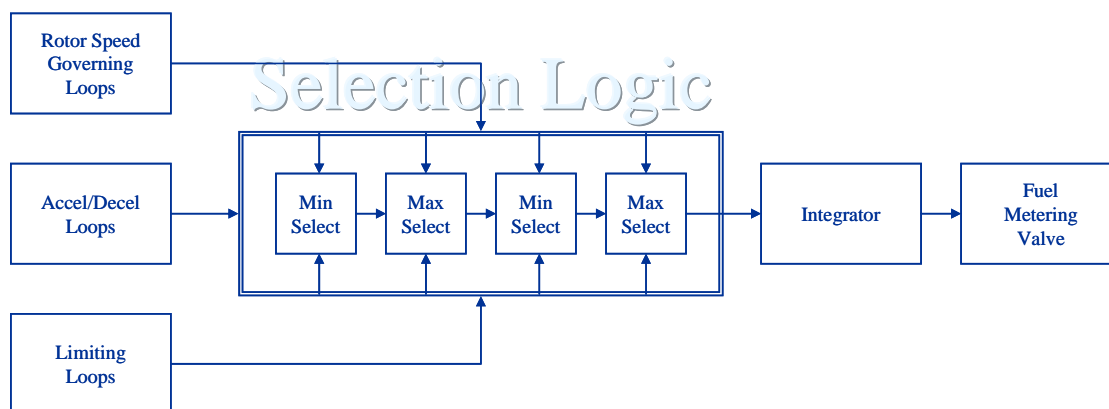 Rotor Speed
Governing
Loops
Selection Logic
Accel/Decel
Loops
Min
Select
Max
Select
Min
Select
Max
Select
Integrator
Fuel
Metering
Valve
Limiting
Loops